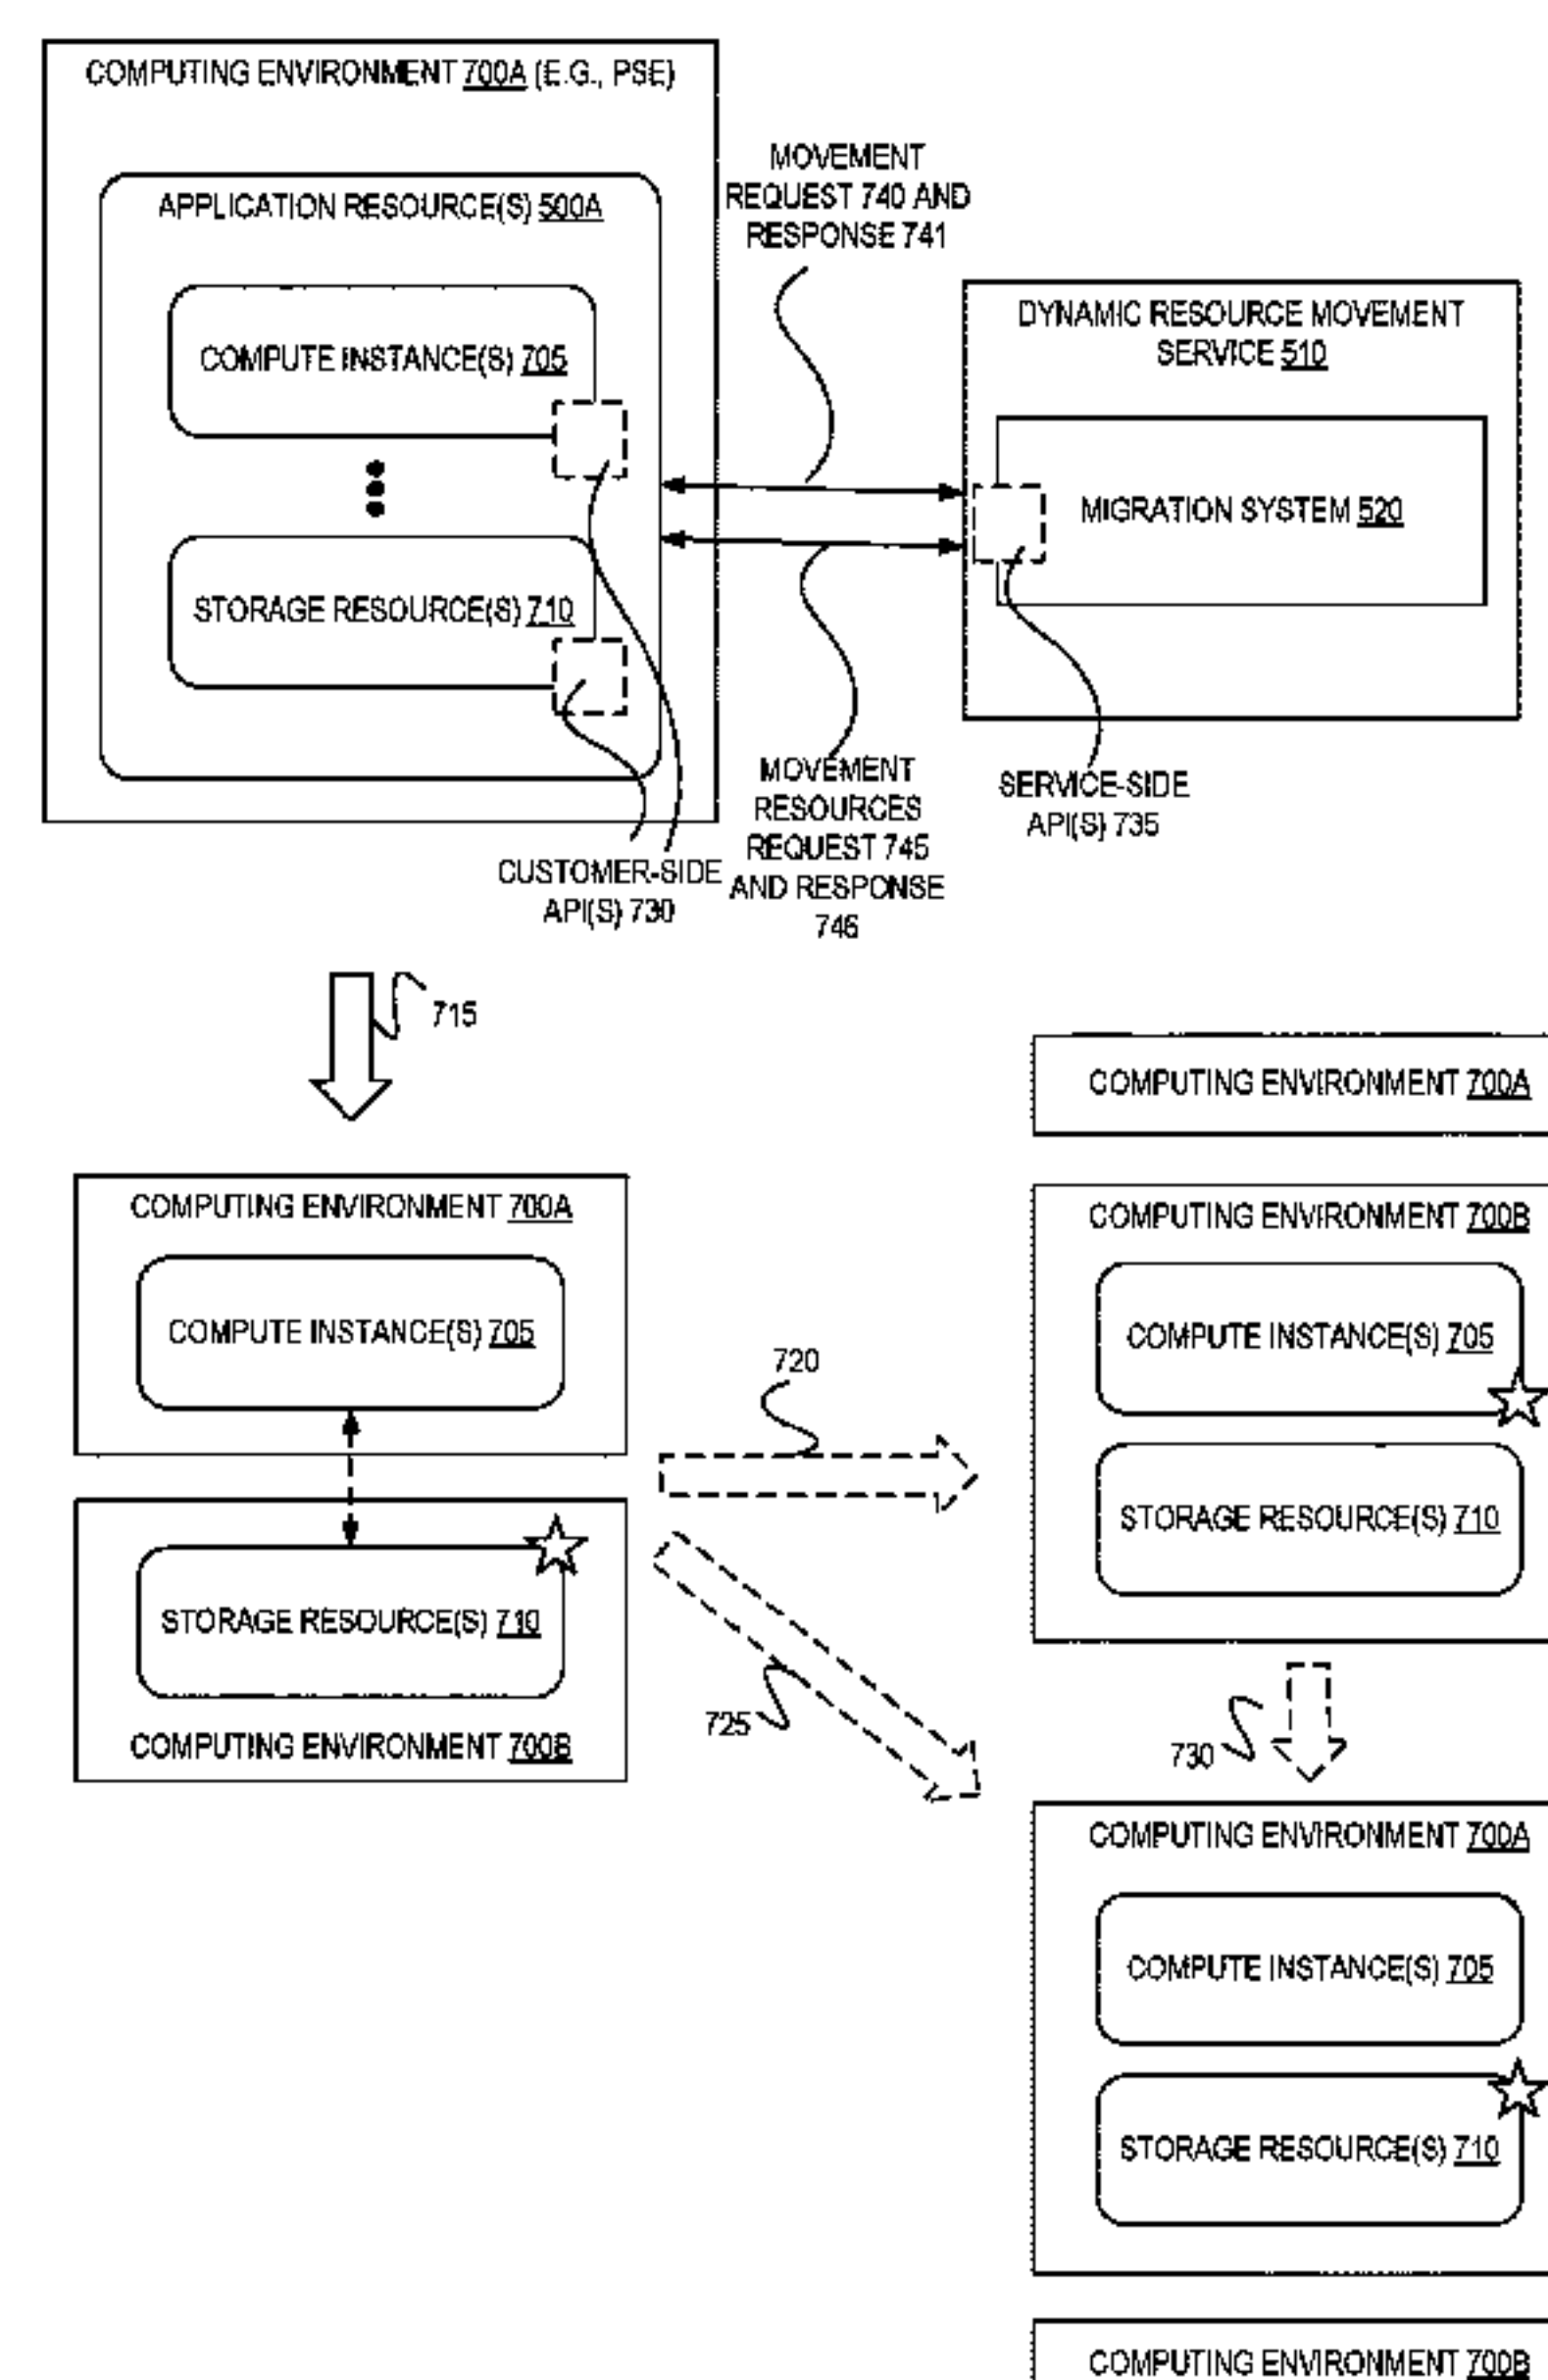 COMPUTING ENVIRONMENT 700A (E.G., PSE)
APPLICATION RESOURCE(S) 500A
COMPUTE INSTANCE(S) 705
STORAGE RESOURCE(S) 710
MOVEMENT
REQUEST 740 AND
RESPONSE 741
DYNAMIC RESOURCE MOVEMENT
SERVICE 510
MIGRATION SYSTEM 520
MOVEMENT
RESOURCES
REQUEST 745
AND RESPONSE
746
SERVICE-SIDE
API(S) 735
CUSTOMER-SIDE
API(S) 730
715
COMPUTING ENVIRONMENT 700A
COMPUTE INSTANCE(S) 705
STORAGE RESOURCE(S) 710
COMPUTING ENVIRONMENT 700B
720
725
COMPUTING ENVIRONMENT 700A
COMPUTING ENVIRONMENT 700B
COMPUTE INSTANCE(S) 705
STORAGE RESOURCE(S) 710
730
COMPUTING ENVIRONMENT 700A
COMPUTE INSTANCE(S) 705
STORAGE RESOURCE(S) 710
COMPUTING ENVIRONMENT 700B